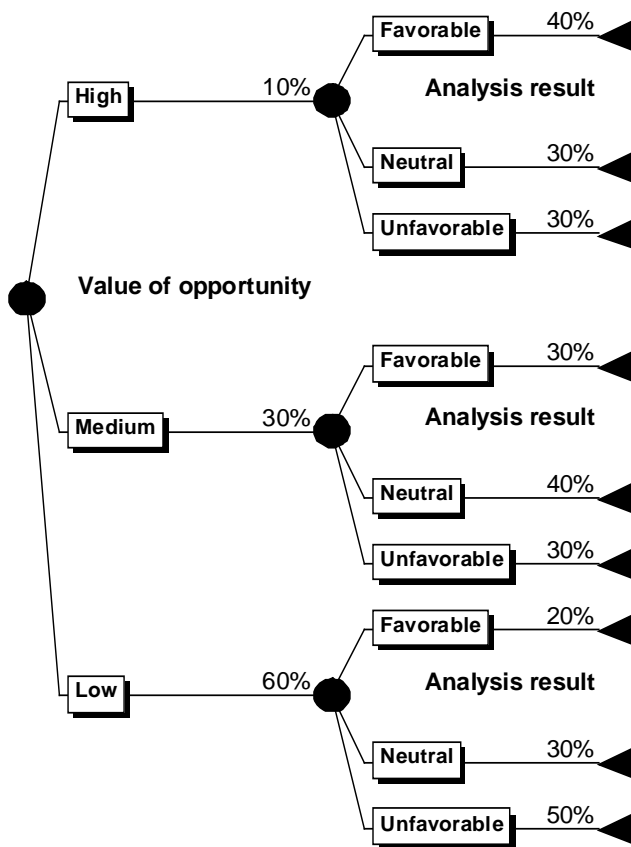 Favorable 40%
High 10% Analysis result
Neutral 30%
Unfavorable 30%
Value of opportunity
Favorable 30%
Medium 30% Analysis result
Neutral 40%
Unfavorable 30%
Favorable 20%
Low 60% Analysis result
Neutral 30%
Unfavorable 50%